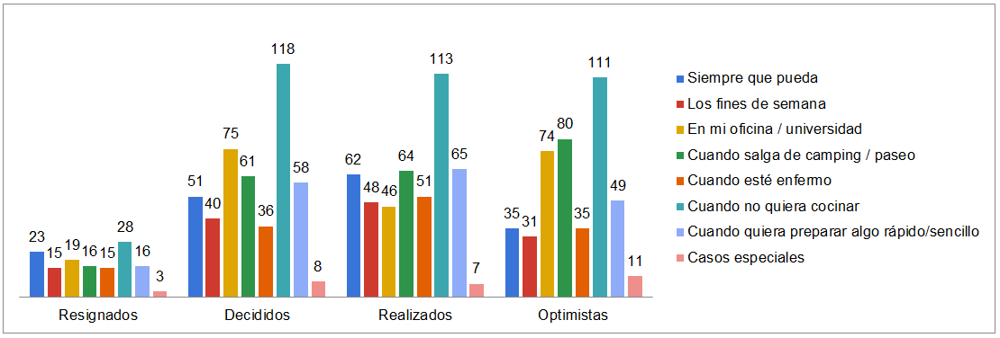 23
15
19
16
15
28
16
3
51
40
75
61
36
118
58
8
62
48
46
64
51
113
65
7
35
31
74
80
35
111
49
11
Resignados
Decididos
Realizados
Optimistas
Siempre que pueda
Los fines de semana
En mi oficina / universidad
Cuando salga de camping / paseo
Cuando esté enfermo
Cuando no quiera cocinar
Cuando quiera preparar algo rápido/sencillo
Casos especiales